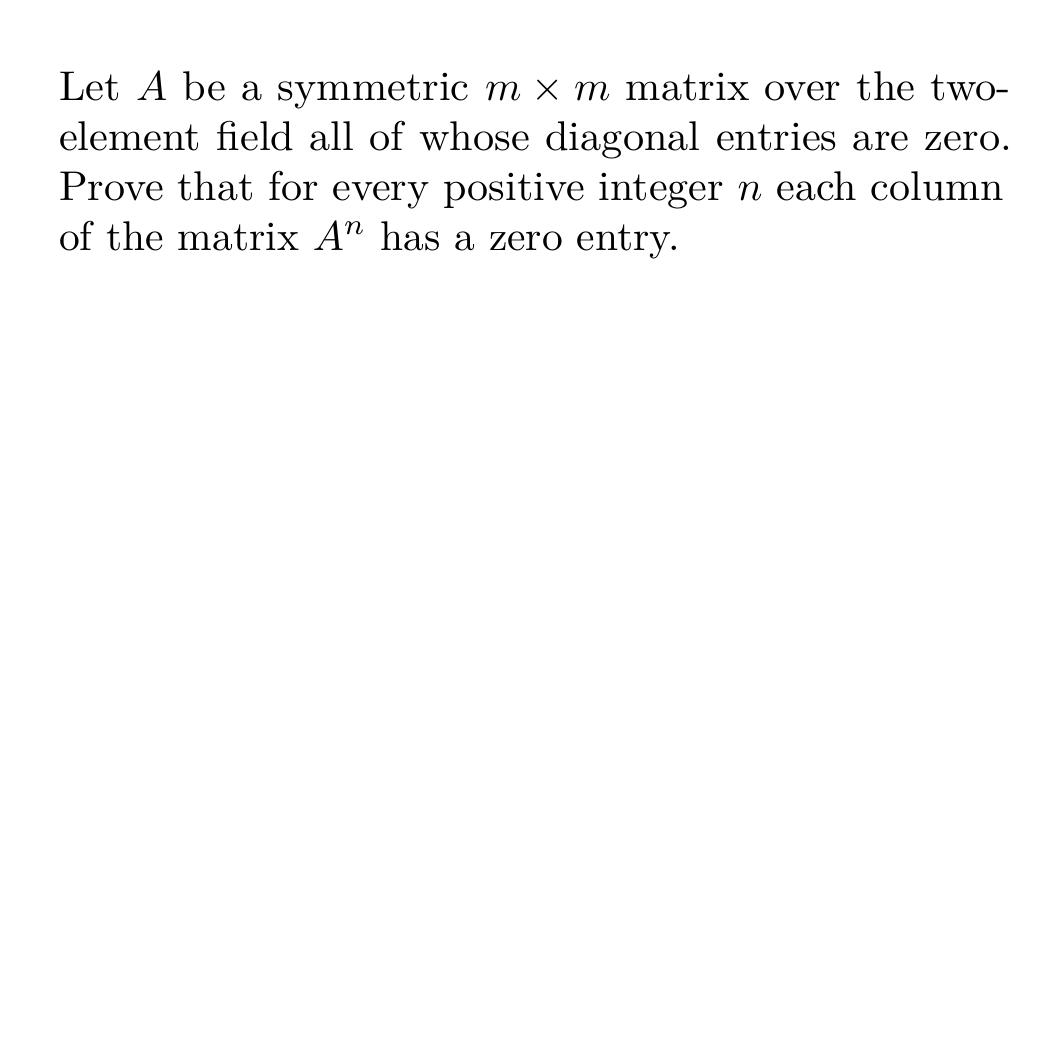 Let A be a symmetric m × m matrix over the two-
element field all of whose diagonal entries are zero.
Prove that for every positive integer n each column
of the matrix Aⁿ has a zero entry.